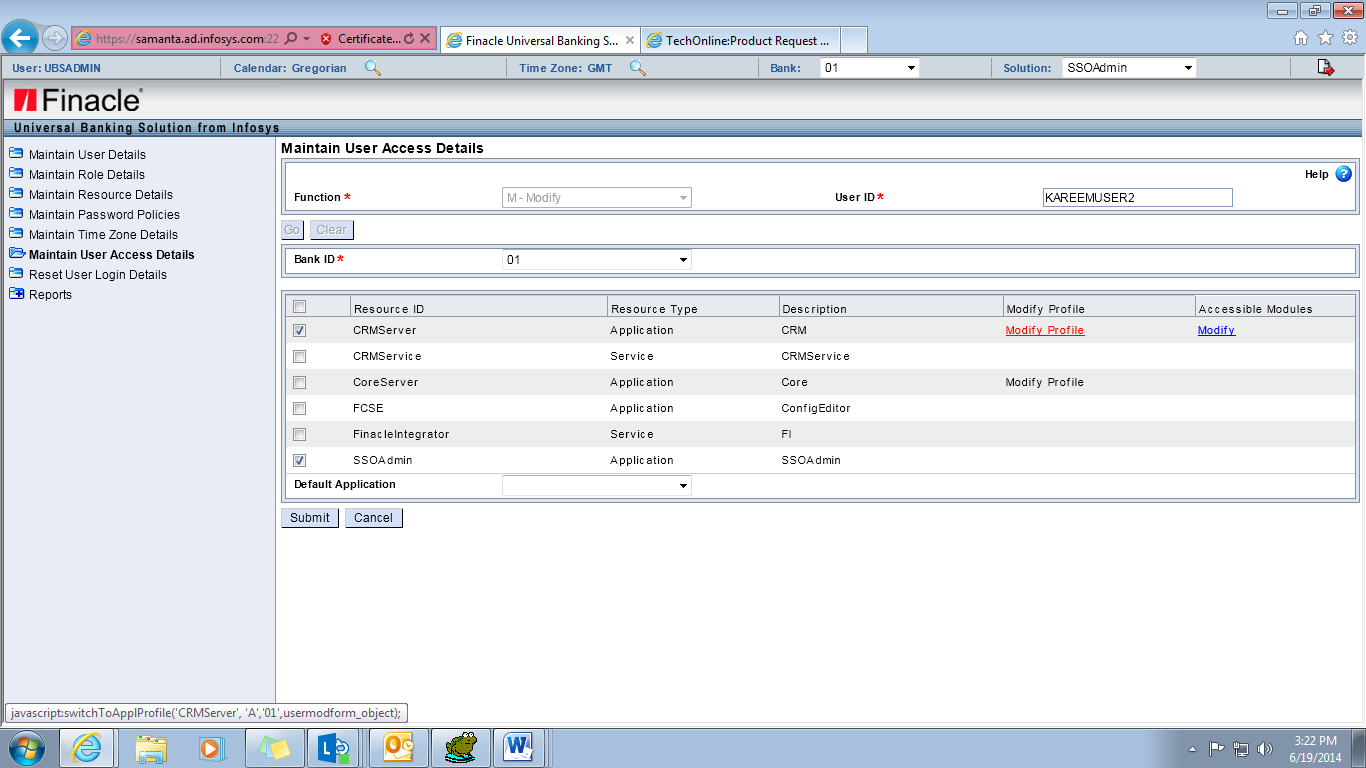 https://samanta.ad.infosys.com:22 Certificate... Finacle Universal Banking S... TechOnline:Product Request ...
User: UBSADMIN Calendar: Gregorian Time Zone: GMT Bank: 01 Solution: SSOAdmin
Finacle
Universal Banking Solution from Infosys
Maintain User Details
Maintain Role Details
Maintain Resource Details
Maintain Password Policies
Maintain Time Zone Details
Maintain User Access Details
Reset User Login Details
Reports
Maintain User Access Details
Help ?
Function * M - Modify User ID * KAREEMUSER2
Go Clear
Bank ID * 01
Resource ID Resource Type Description Modify Profile Accessible Modules
CRMServer Application CRM Modify Profile Modify
CRMService Service CRMService
CoreServer Application Core Modify Profile
FCSE Application ConfigEditor
FinacleIntegrator Service FI
SSOAdmin Application SSOAdmin
Default Application
Submit Cancel
javascript:switchToApplProfile('CRMServer', 'A','01',usermodform_object);
3:22 PM
6/19/2014